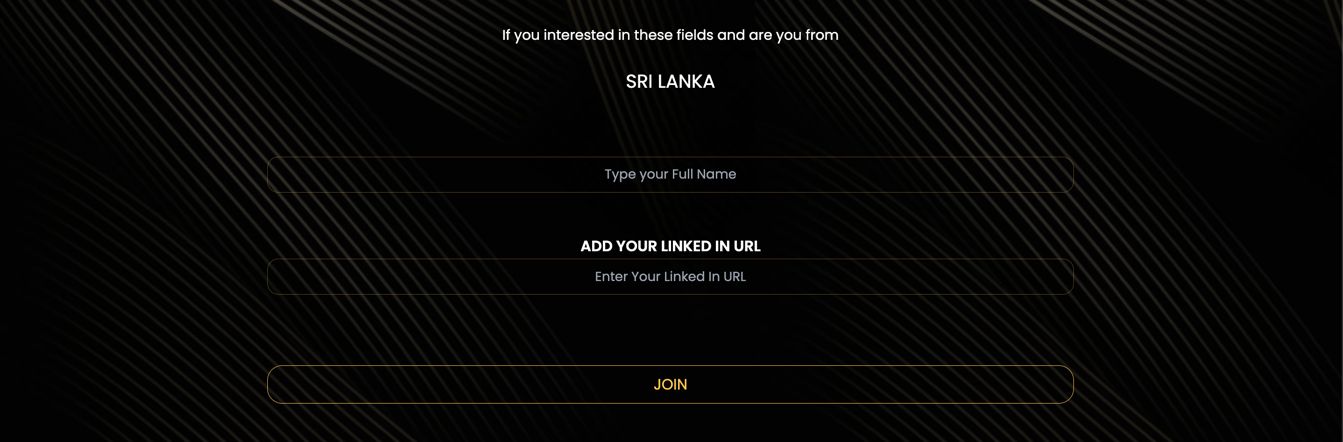 If you interested in these fields and are you from
SRI LANKA
Type your Full Name
ADD YOUR LINKED IN URL
Enter Your Linked In URL
JOIN